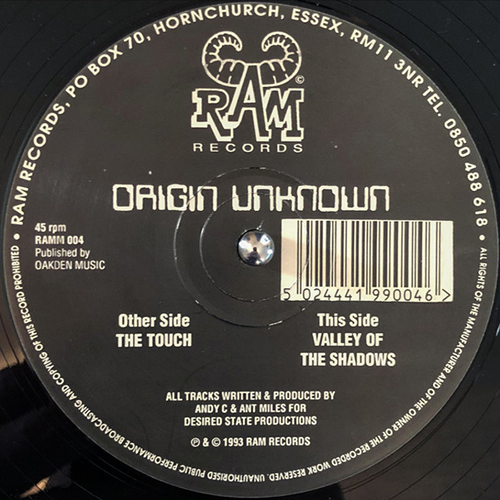 • RAM RECORDS, PO BOX 70, HORNCHURCH, ESSEX, RM11 3NR TEL. 0850 488 618 •
RAM
RECORDS
ORIGIN UNKNOWN
45 rpm
RAMM 004
Published by
OAKDEN MUSIC
5 024441 990046 >
Other Side
THE TOUCH
This Side
VALLEY OF
THE SHADOWS
ALL TRACKS WRITTEN & PRODUCED BY
ANDY C & ANT MILES FOR
DESIRED STATE PRODUCTIONS
℗ & © 1993 RAM RECORDS
ALL RIGHTS OF THE MANUFACTURER AND OF THE OWNER OF THE RECORDED WORK RESERVED. UNAUTHORISED PUBLIC PERFORMANCE BROADCASTING AND COPYING OF THIS RECORD PROHIBITED